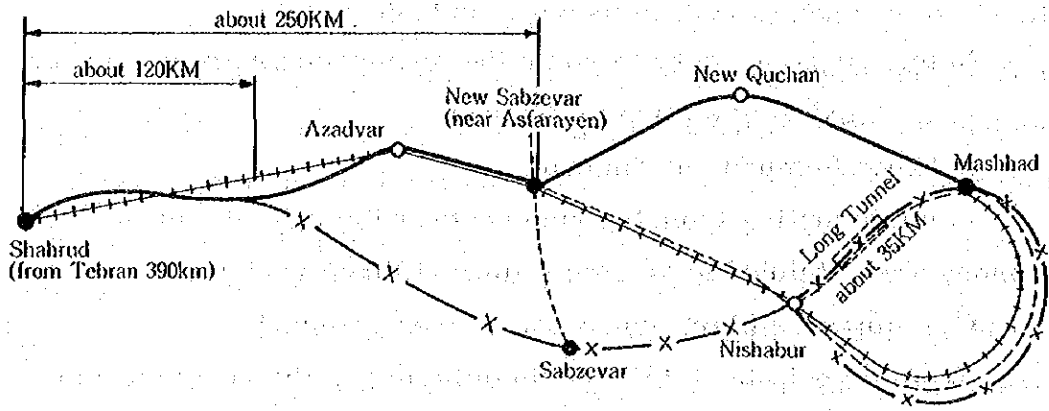 about 250KM
about 120KM
New Quchan
New Sabzevar
(near Asfarayen)
Azadvar
Mashhad
Shahrud
(from Tehran 390km)
Long Tunnel
about 35KM
Nishabur
Sabzevar